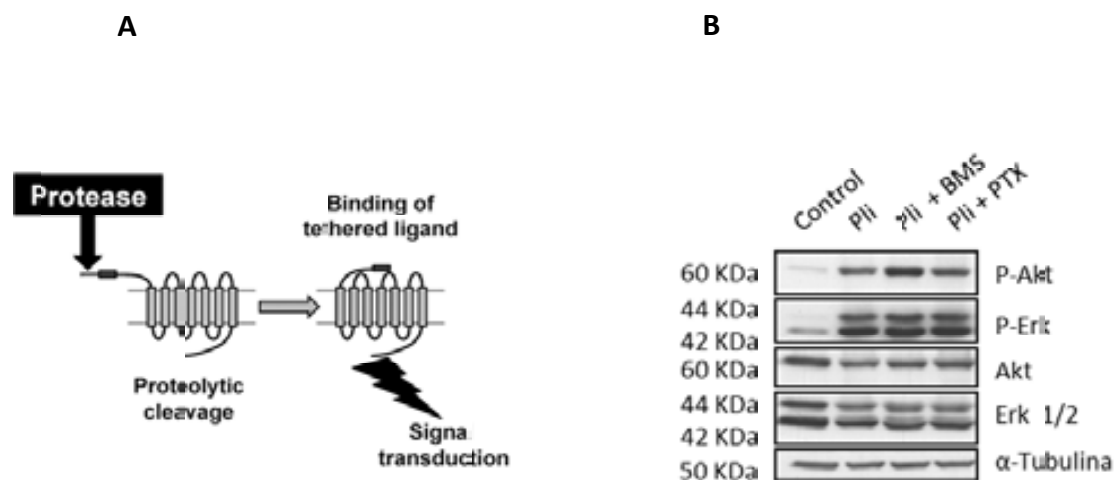 A
B
Protease
Binding of
tethered ligand
Proteolytic
cleavage
Signa
transduction
Control
Pli
Pli + BMS
Pli + PTX
60 KDa
P-Akt
44 KDa
P-Erk
42 KDa
60 KDa
Akt
44 KDa
Erk 1/2
42 KDa
50 KDa
α-Tubulina